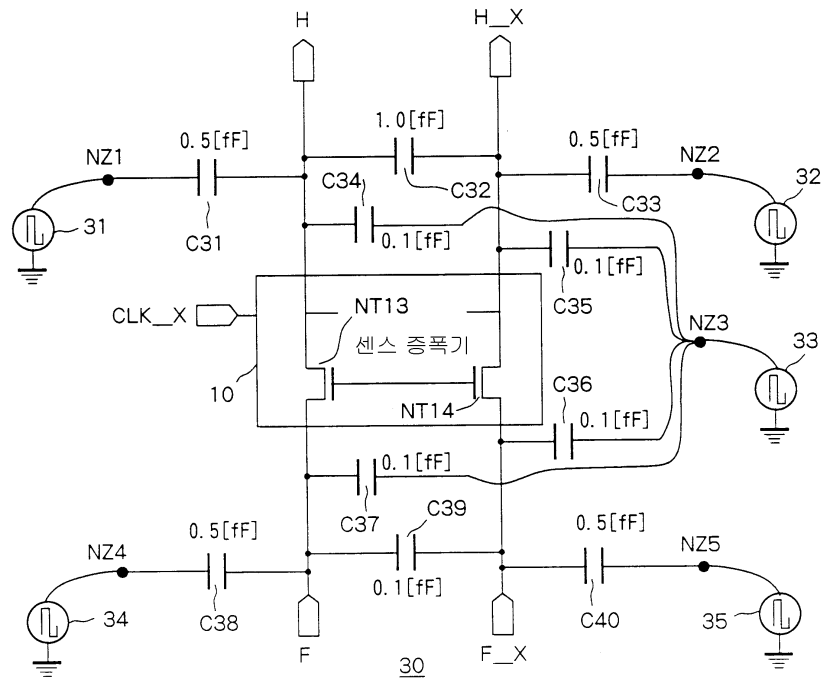 H
H_X
1.0[fF]
0.5[fF]
0.5[fF]
NZ1
NZ2
C34
C32
32
31
C31
C33
0.1[fF]
0.1[fF]
C35
CLK_X
NT13
NZ3
센스 증폭기
33
10
NT14
C36
0.1[fF]
0.1[fF]
C37
C39
0.5[fF]
0.5[fF]
NZ4
NZ5
0.1[fF]
34
C38
C40
35
F
F_X
30